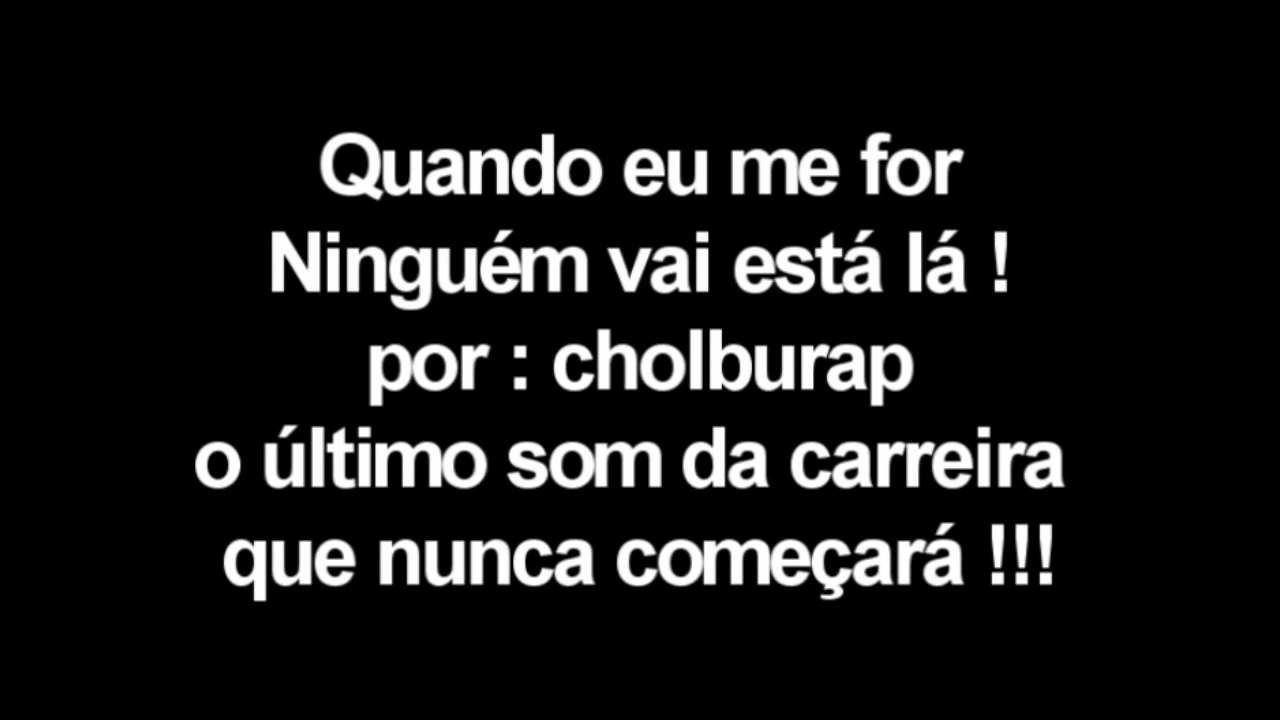 Quando eu me for
Ninguém vai está lá !
por : cholburap
o último som da carreira
que nunca começará !!!